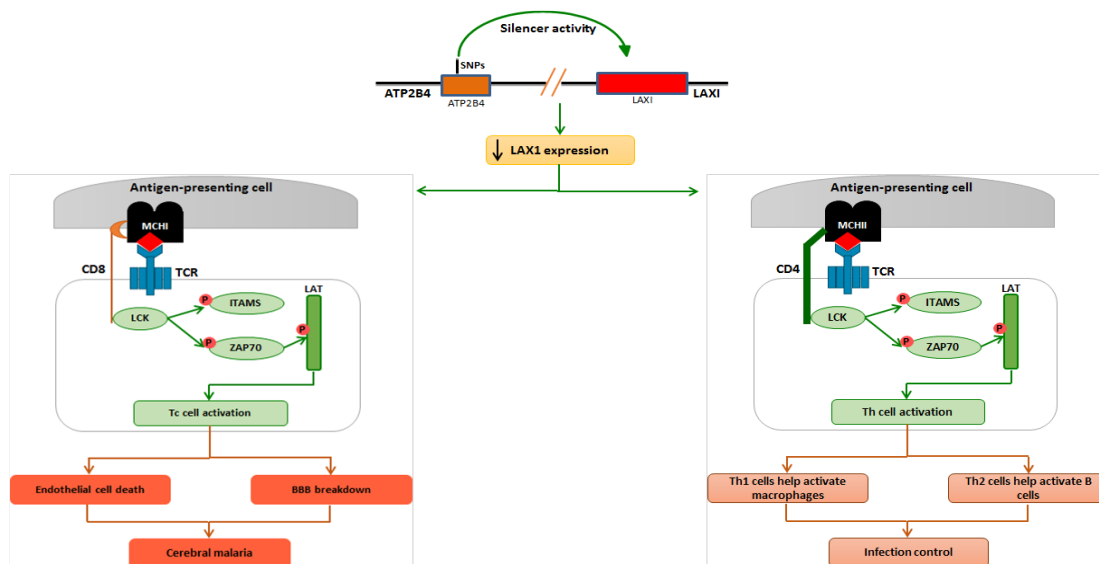 Silencer activity
SNPs
ATP2B4
ATP2B4
LAXI
LAXI
LAX1 expression
Antigen-presenting cell
MCHI
CD8
TCR
LAT
P
ITAMS
LCK
P
P
ZAP70
Tc cell activation
Endothelial cell death
BBB breakdown
Cerebral malaria
Antigen-presenting cell
MCHII
CD4
TCR
LAT
P
ITAMS
LCK
P
P
ZAP70
Th cell activation
Th1 cells help activate
macrophages
Th2 cells help activate B
cells
Infection control